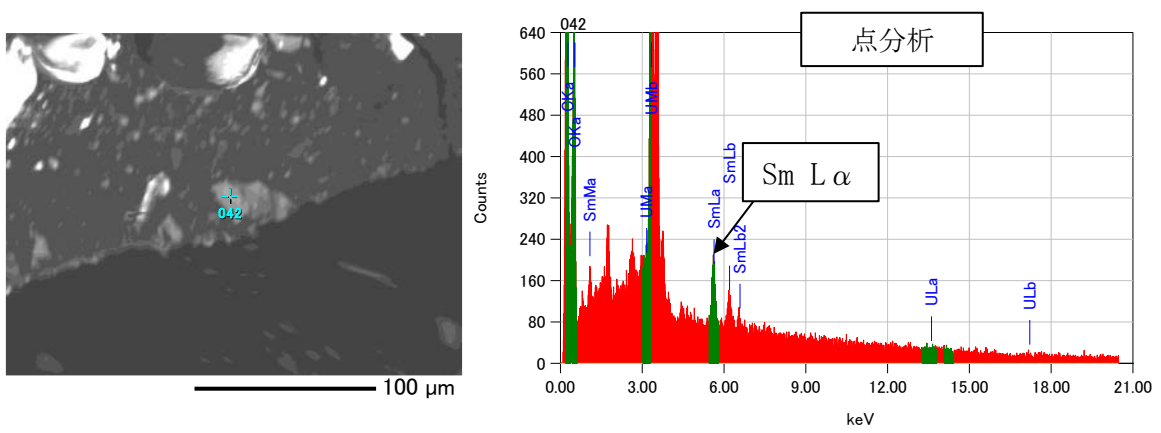 042
100 μm
042
点分析
Sm Lα
Counts
640
560
480
400
320
240
160
80
0
OKa
OKa
SmMa
UMa
UMb
SmLa
SmLb
SmLb2
ULa
ULb
0.00 3.00 6.00 9.00 12.00 15.00 18.00 21.00
keV